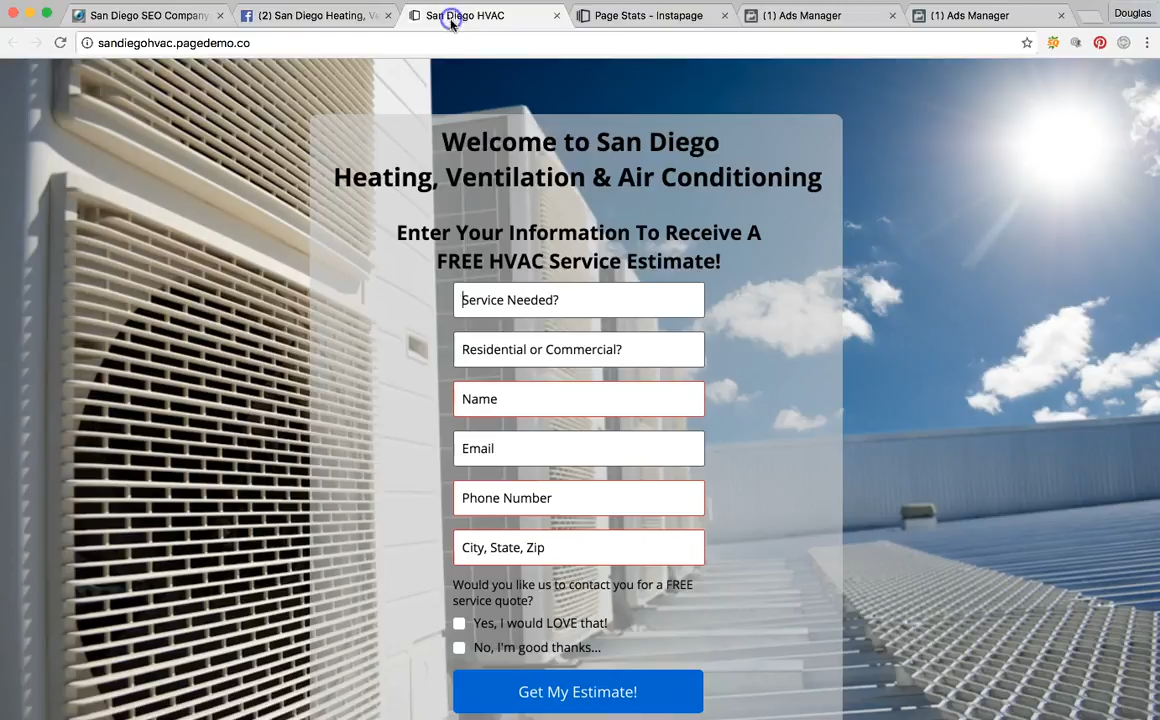 San Diego SEO Company
(2) San Diego Heating, Ve
San Diego HVAC
Page Stats - Instapage
(1) Ads Manager
(1) Ads Manager
Douglas
sandiegohvac.pagedemo.co
Welcome to San Diego
Heating, Ventilation & Air Conditioning
Enter Your Information To Receive A
FREE HVAC Service Estimate!
Service Needed?
Residential or Commercial?
Name
Email
Phone Number
City, State, Zip
Would you like us to contact you for a FREE
service quote?
Yes, I would LOVE that!
No, I'm good thanks...
Get My Estimate!